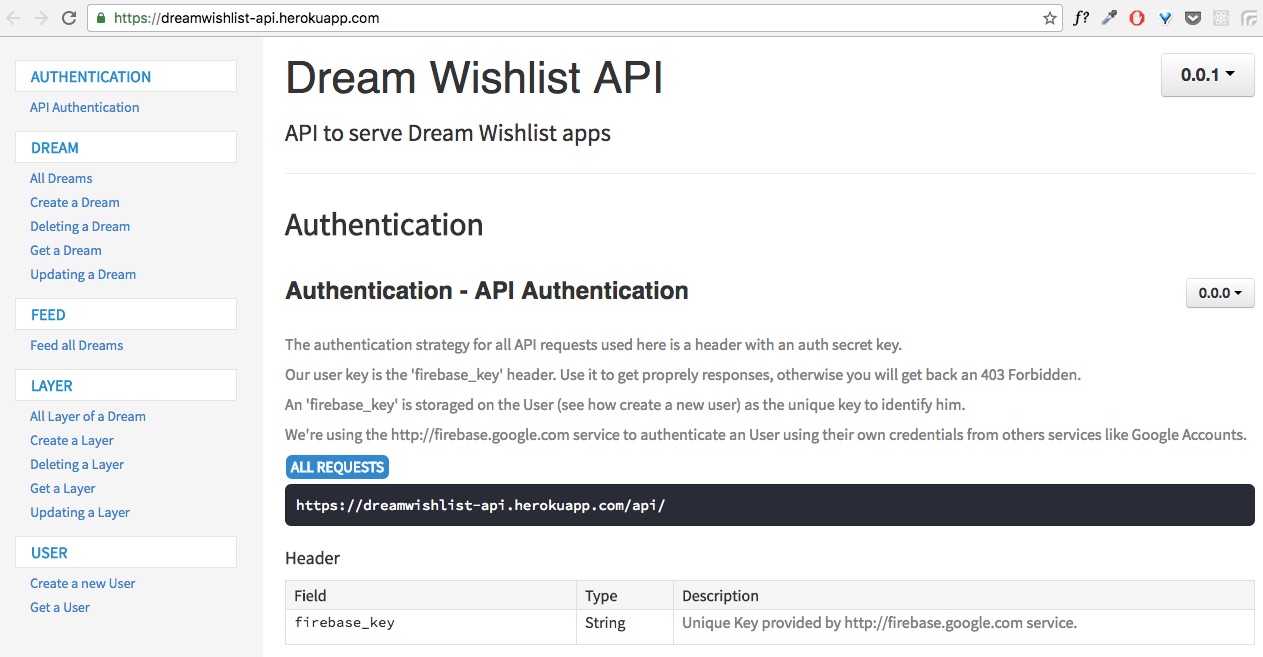 https://dreamwishlist-api.herokuapp.com
f?
AUTHENTICATION
API Authentication
DREAM
All Dreams
Create a Dream
Deleting a Dream
Get a Dream
Updating a Dream
FEED
Feed all Dreams
LAYER
All Layer of a Dream
Create a Layer
Deleting a Layer
Get a Layer
Updating a Layer
USER
Create a new User
Get a User
Dream Wishlist API
0.0.1
API to serve Dream Wishlist apps
Authentication
Authentication - API Authentication
0.0.0
The authentication strategy for all API requests used here is a header with an auth secret key.
Our user key is the 'firebase_key' header. Use it to get proprely responses, otherwise you will get back an 403 Forbidden.
An 'firebase_key' is storaged on the User (see how create a new user) as the unique key to identify him.
We're using the http://firebase.google.com service to authenticate an User using their own credentials from others services like Google Accounts.
ALL REQUESTS
https://dreamwishlist-api.herokuapp.com/api/
Header
Field Type Description
firebase_key String Unique Key provided by http://firebase.google.com service.